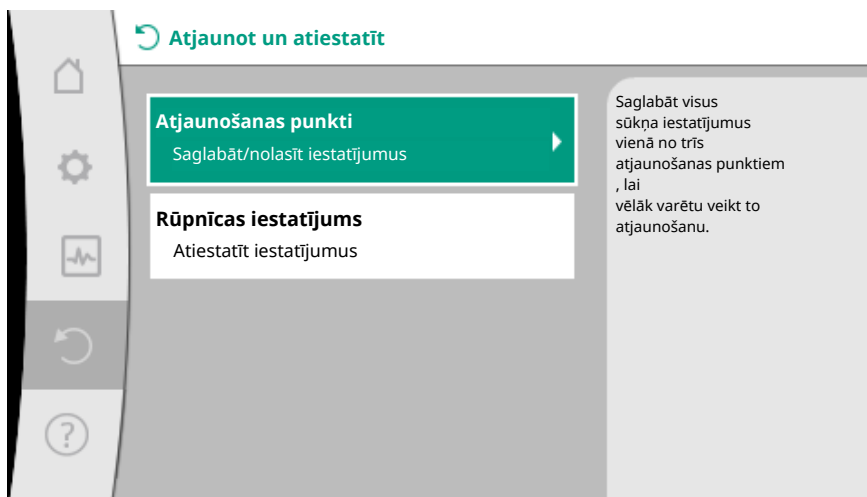 Atjaunot un atiestatīt
Atjaunošanas punkti
Saglabāt/nolasīt iestatījumus
Rūpnīcas iestatījums
Atiestatīt iestatījumus
Saglabāt visus
sūkņa iestatījumus
vienā no trīs
atjaunošanas punktiem
, lai
vēlāk varētu veikt to
atjaunošanu.
?